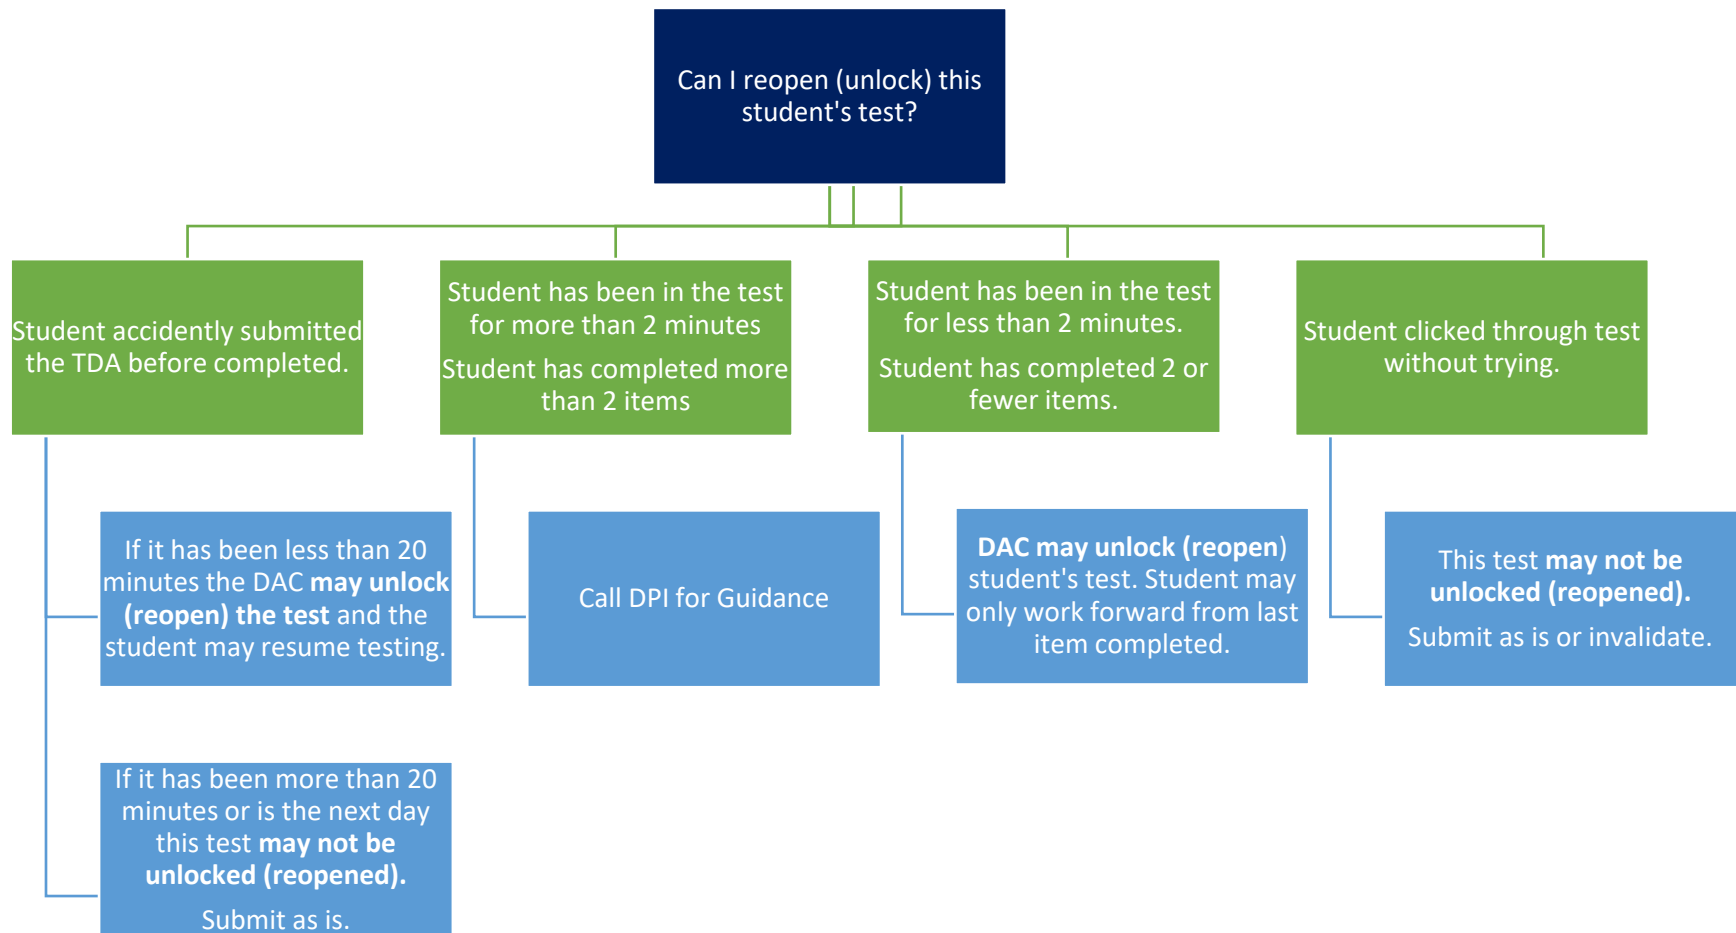 Can I reopen (unlock) this
student's test?
Student accidently submitted
the TDA before completed.
Student has been in the test
for more than 2 minutes
Student has completed more
than 2 items
Student has been in the test
for less than 2 minutes.
Student has completed 2 or
fewer items.
Student clicked through test
without trying.
If it has been less than 20
minutes the DAC may unlock
(reopen) the test and the
student may resume testing.
Call DPI for Guidance
DAC may unlock (reopen)
student's test. Student may
only work forward from last
item completed.
This test may not be
unlocked (reopened).
Submit as is or invalidate.
If it has been more than 20
minutes or is the next day
this test may not be
unlocked (reopened).
Submit as is.